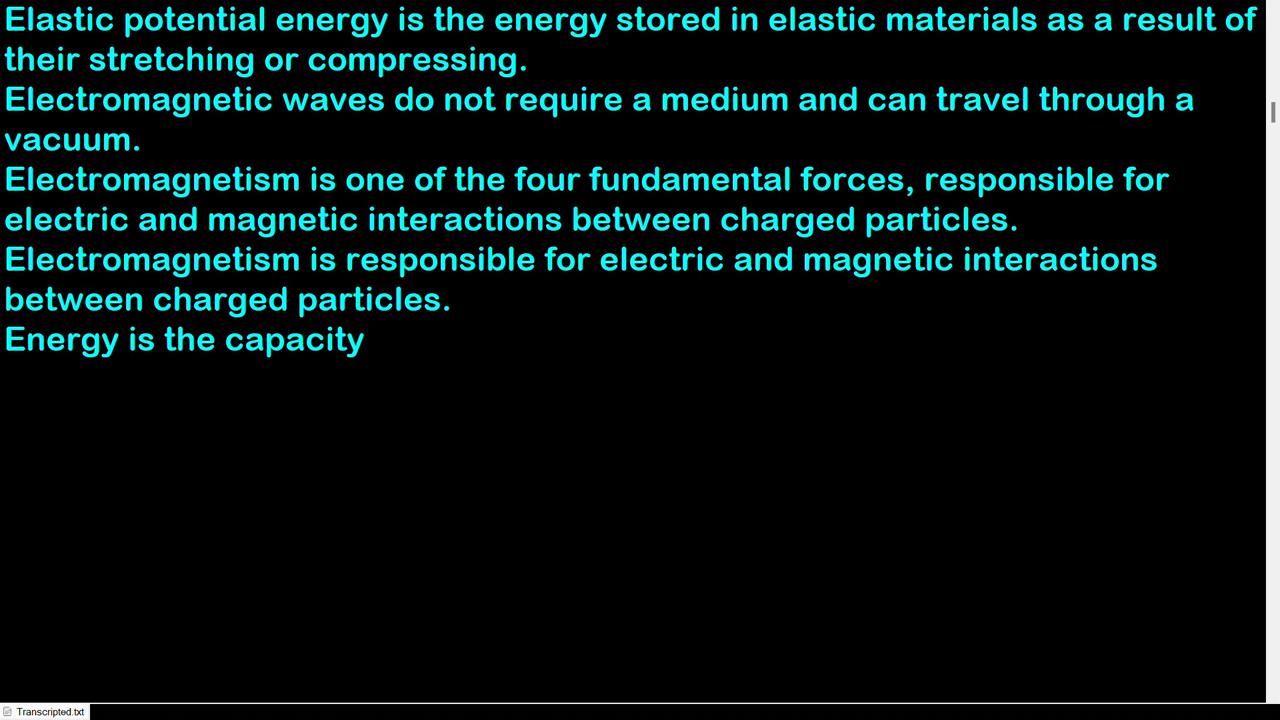 Elastic potential energy is the energy stored in elastic materials as a result of
their stretching or compressing.
Electromagnetic waves do not require a medium and can travel through a
vacuum.
Electromagnetism is one of the four fundamental forces, responsible for
electric and magnetic interactions between charged particles.
Electromagnetism is responsible for electric and magnetic interactions
between charged particles.
Energy is the capacity
Transcripted.txt